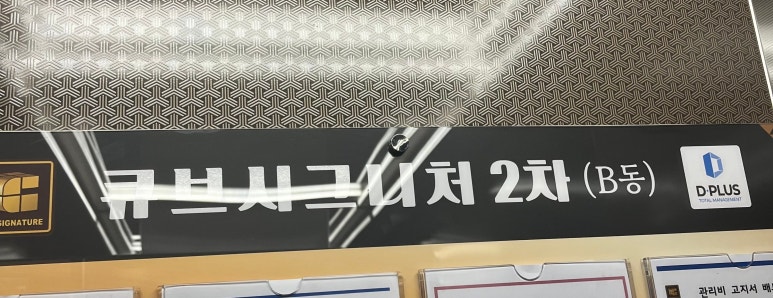 큐브시그니처 2차 (B동)
SIGNATURE
D·PLUS
TOTAL MANAGEMENT
관리비 고지서 배